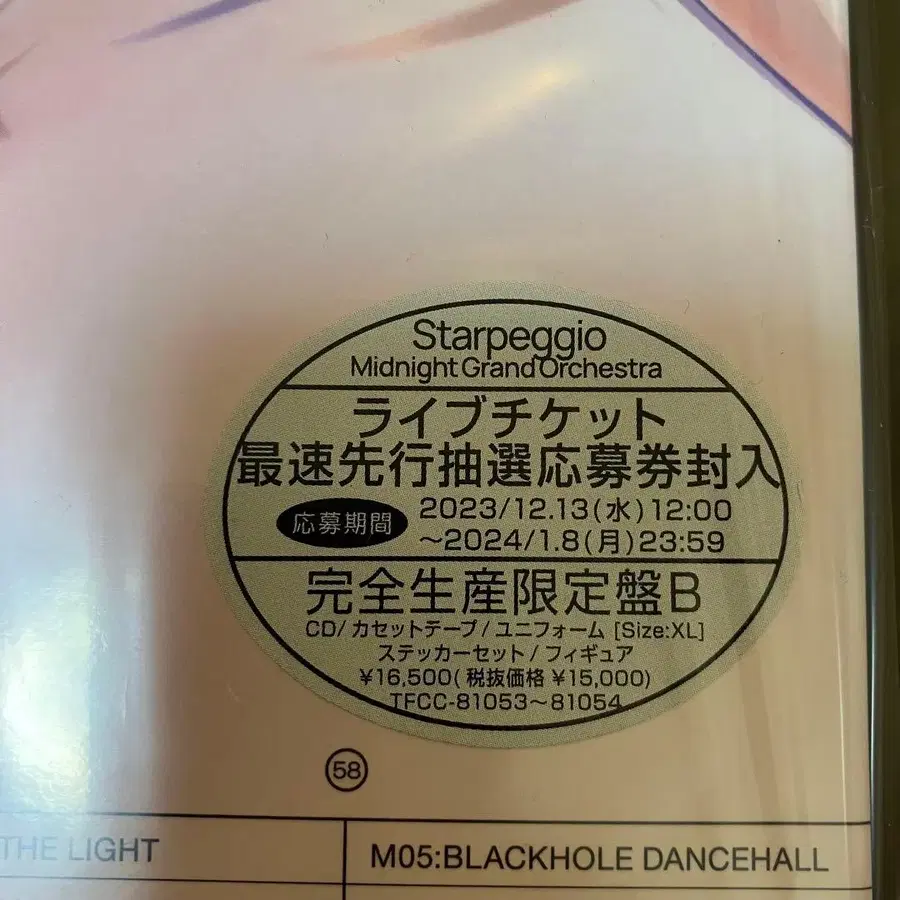 Starpeggio
Midnight Grand Orchestra
ライブチケット
最速先行抽選応募券封入
応募期間 2023/12.13(水)12:00
～2024/1.8(月)23:59
完全生産限定盤B
CD/カセットテープ/ユニフォーム [Size:XL]
ステッカーセット/フィギュア
¥16,500(税抜価格 ¥15,000)
TFCC-81053～81054
58
THE LIGHT
M05:BLACKHOLE DANCEHALL